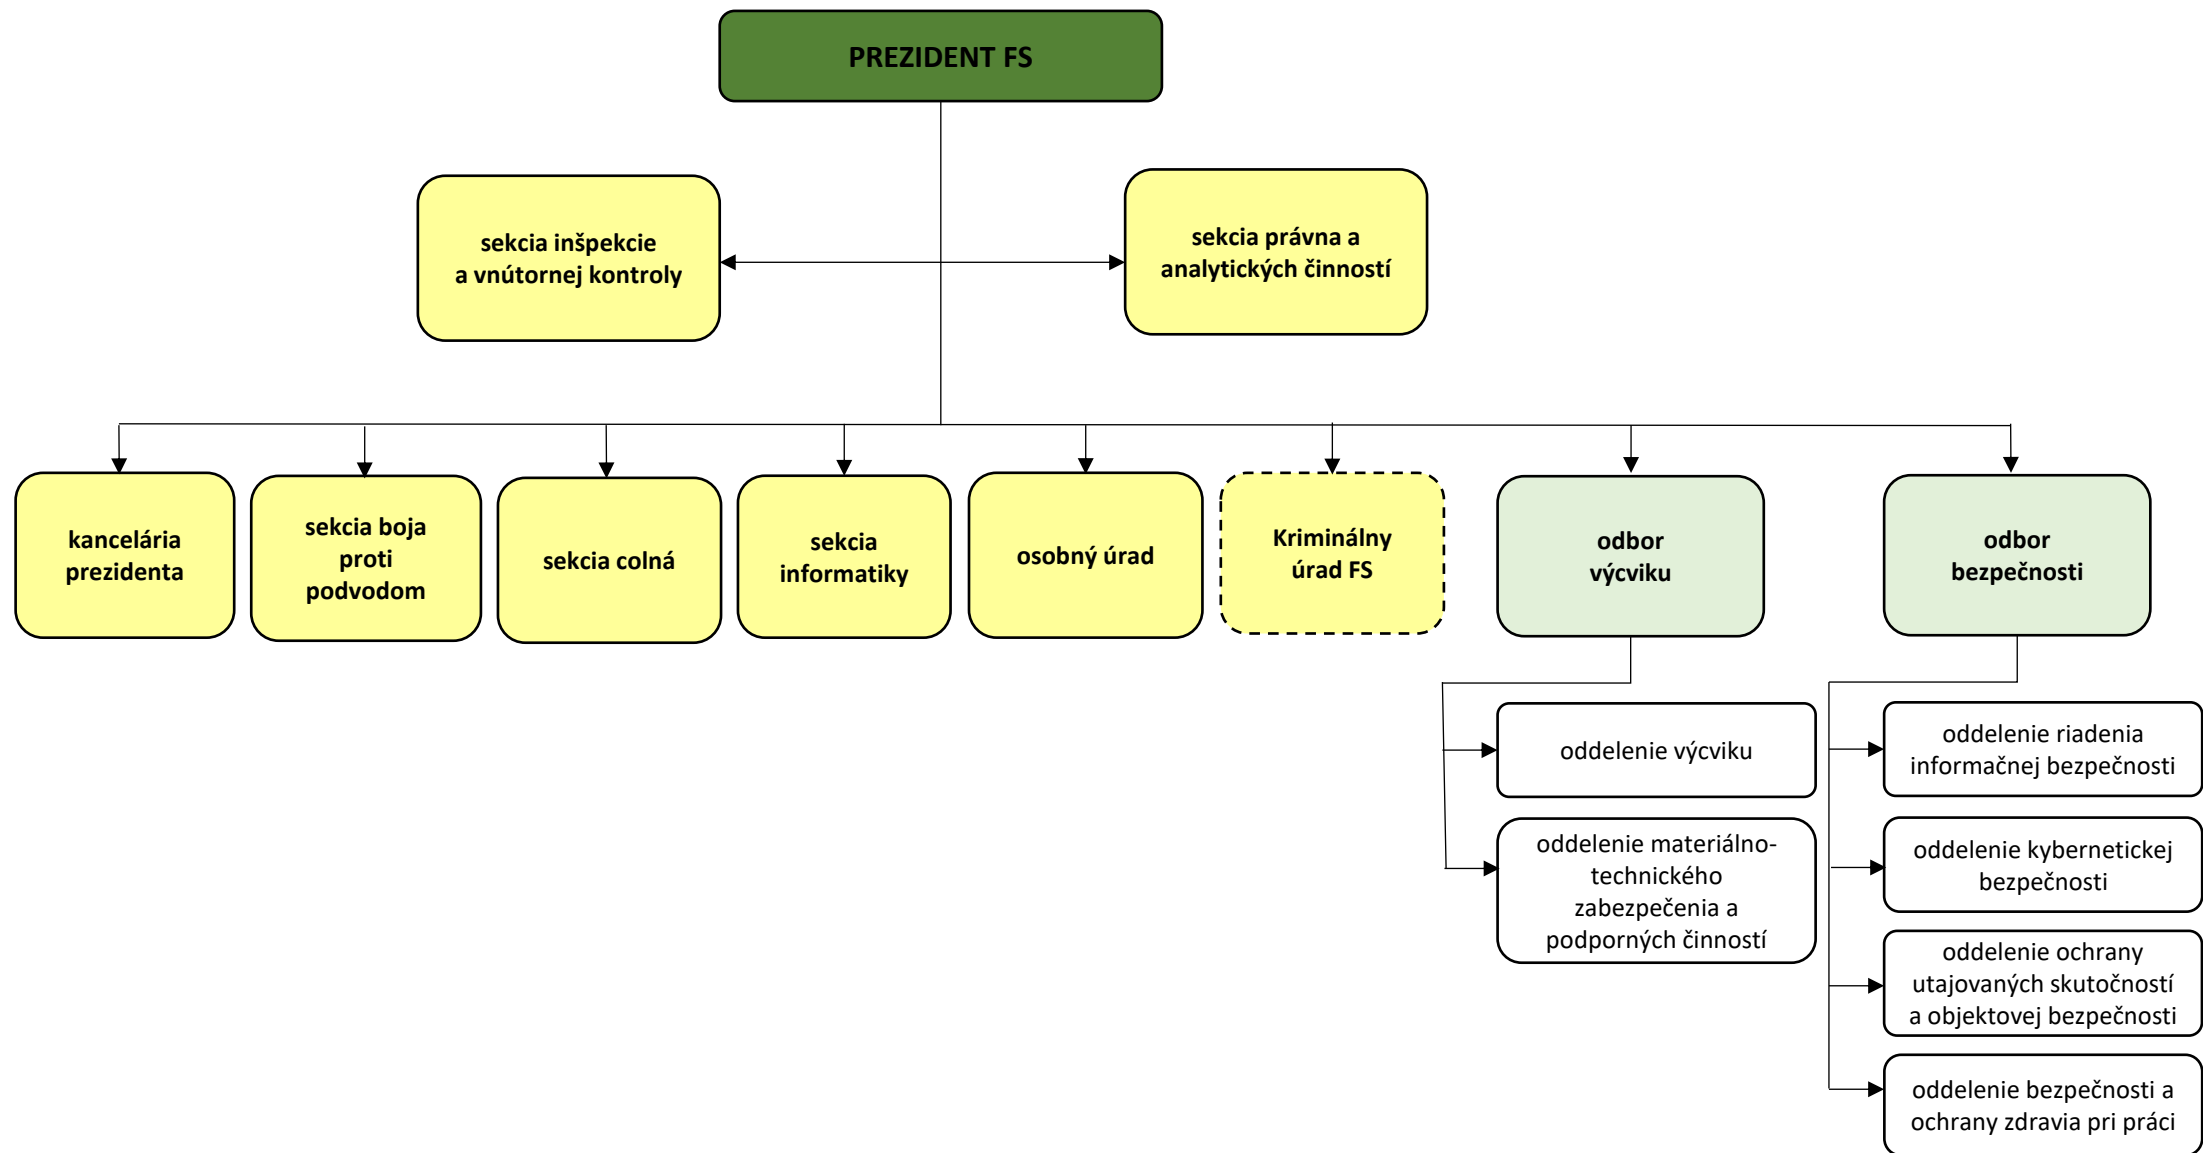 PREZIDENT FS
sekcia inšpekcie
a vnútornej kontroly
sekcia právna a
analytických činností
kancelária
prezidenta
sekcia boja
proti
podvodom
sekcia colná
sekcia
informatiky
osobný úrad
Kriminálny
úrad FS
odbor
výcviku
odbor
bezpečnosti
oddelenie výcviku
oddelenie materiálno-
technického
zabezpečenia a
podporných činností
oddelenie riadenia
informačnej bezpečnosti
oddelenie kybernetickej
bezpečnosti
oddelenie ochrany
utajovaných skutočností
a objektovej bezpečnosti
oddelenie bezpečnosti a
ochrany zdravia pri práci